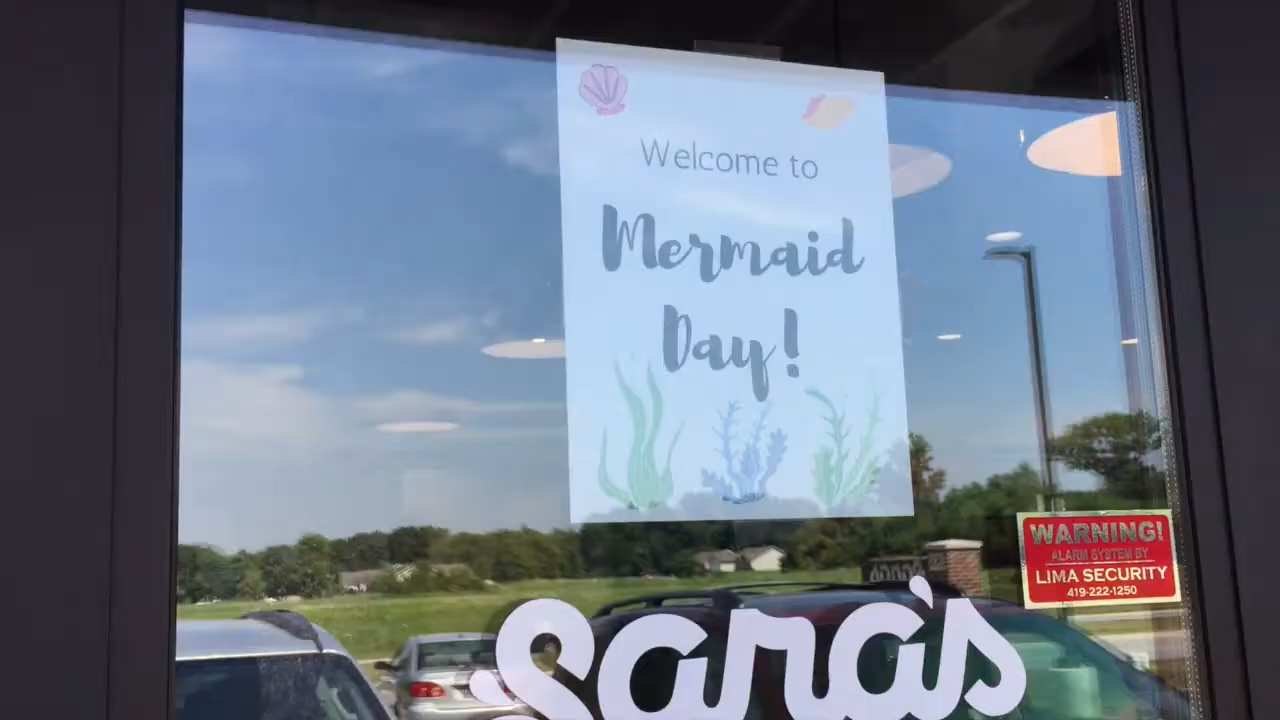 Welcome to
Mermaid
Day!
WARNING!
ALARM SYSTEM BY
LIMA SECURITY
419-222-1250
Sara's